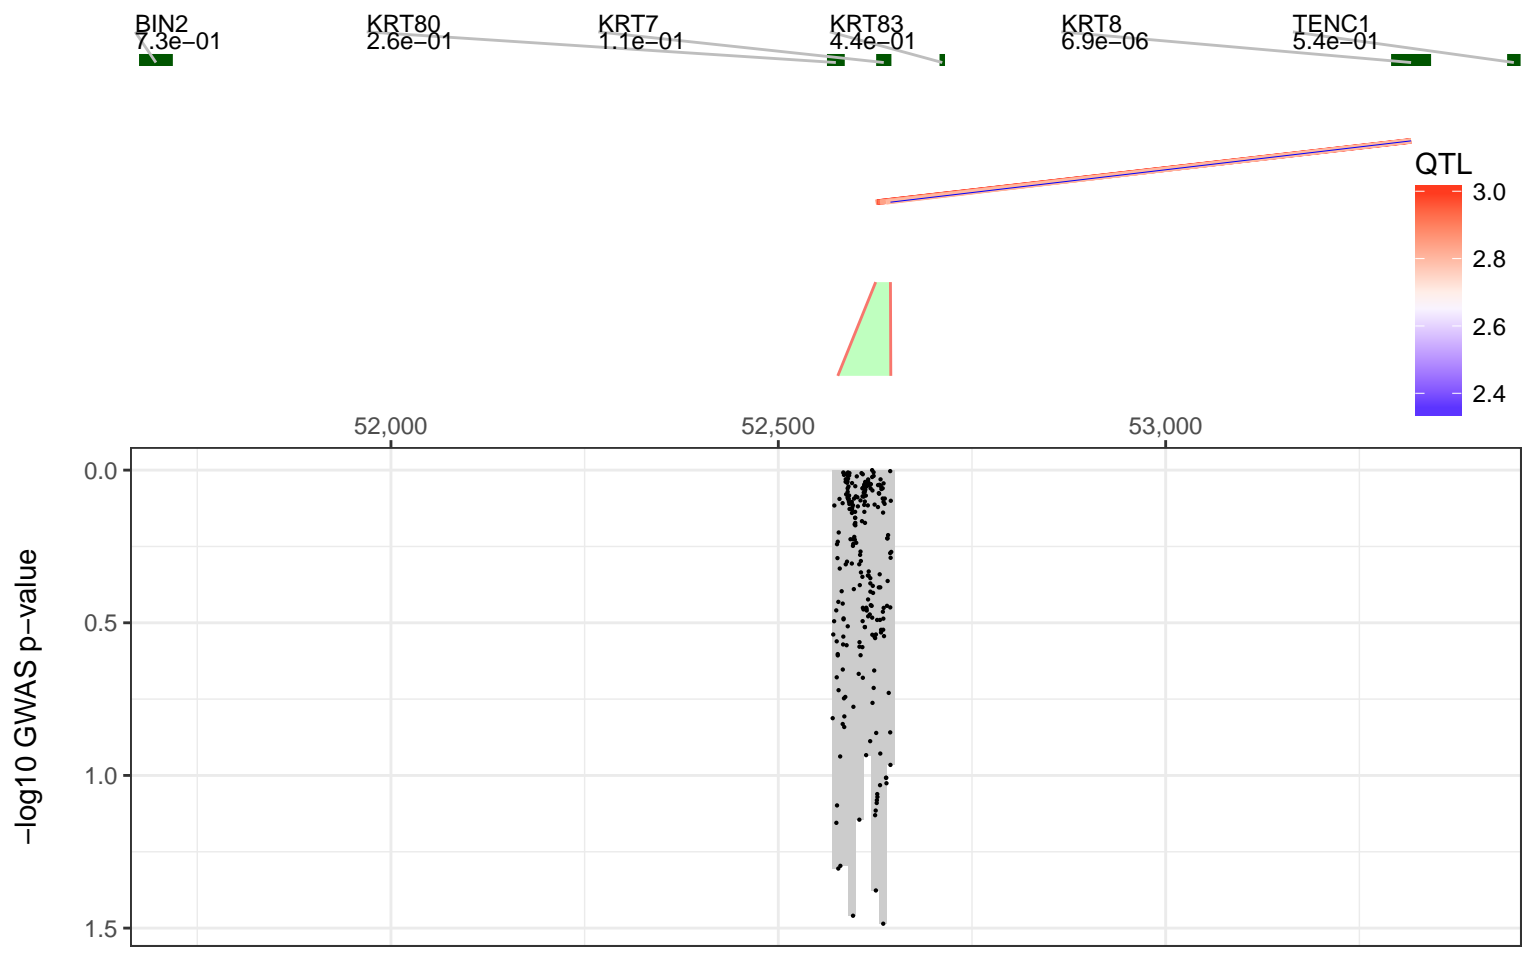 BIN2 KRT80 KRT7 KRT83 KRT8 TENC1
7.3e−01 2.6e−01 1.1e−01 4.4e−01 6.9e−06 5.4e−01
QTL
3.0
2.8
2.6
2.4
52,000 52,500 53,000
0.0
0.5
1.0
1.5
−log10 GWAS p−value